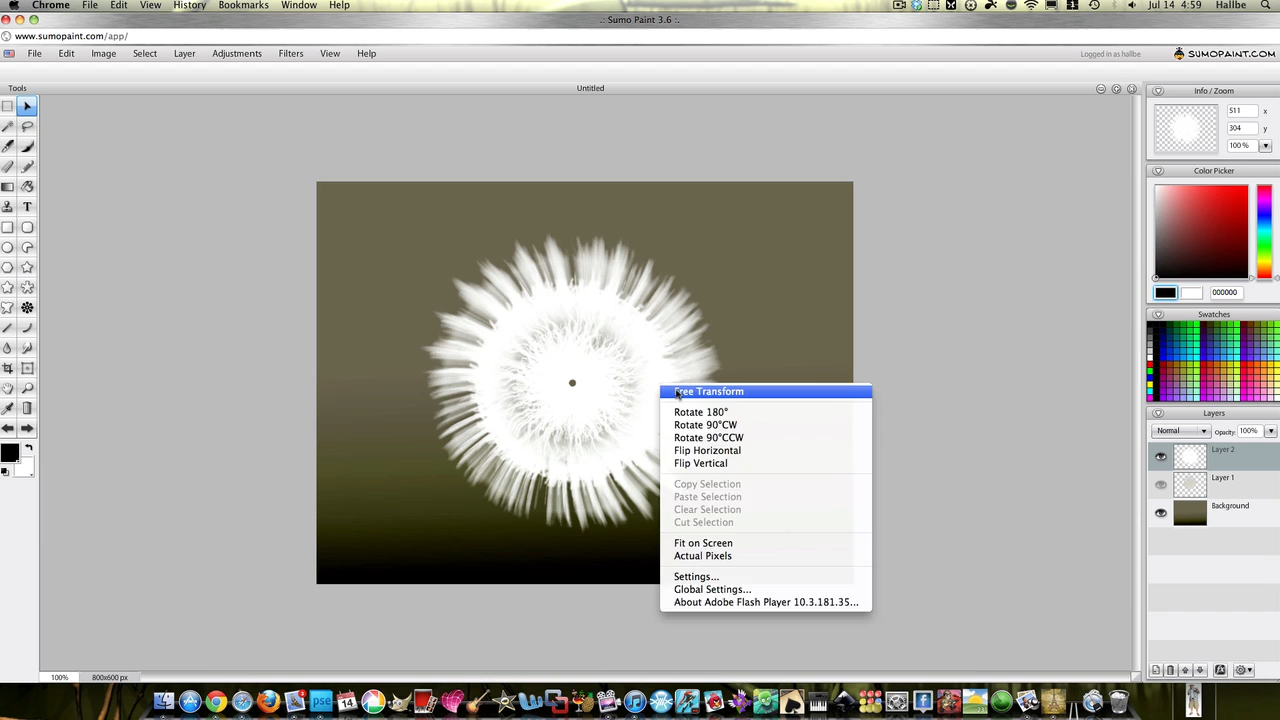 Chrome File Edit View History Bookmarks Window Help Jul 14 4:59 Hallbe
.: Sumo Paint 3.6 :.
www.sumopaint.com/app/
File Edit Image Select Layer Adjustments Filters View Help Logged in as hallbe SUMOPAINT.COM
Tools Untitled Info / Zoom
511 x
304 y
100%
Color Picker
000000
Swatches
Layers
Normal Opacity: 100%
Layer 2
Layer 1
Background
Free Transform
Rotate 180°
Rotate 90°CW
Rotate 90°CCW
Flip Horizontal
Flip Vertical
Copy Selection
Paste Selection
Clear Selection
Cut Selection
Fit on Screen
Actual Pixels
Settings...
Global Settings...
About Adobe Flash Player 10.3.181.35...
100% 800x600 px